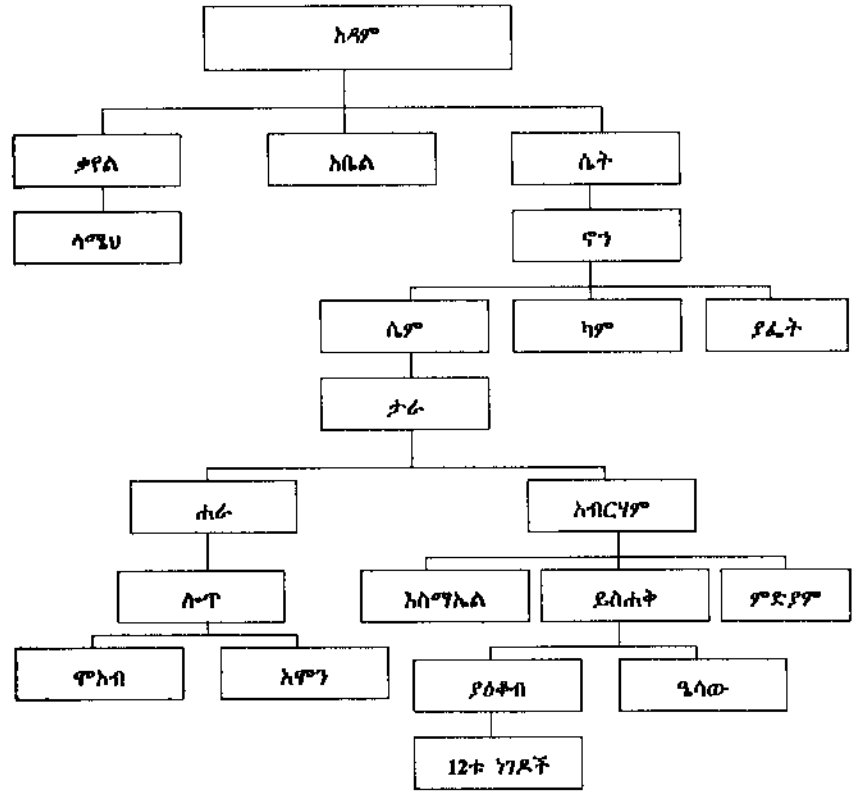 አዳም
ቃየል አቤል ሴት
ላሜህ ኖኅ
ሴም ካም ያፌት
ታራ
ሐራ አብርሃም
ሎጥ እስማኤል ይስሐቅ ምድያም
ሞአብ አሞን ያዕቆብ ዔሳው
12ቱ ነገዶች